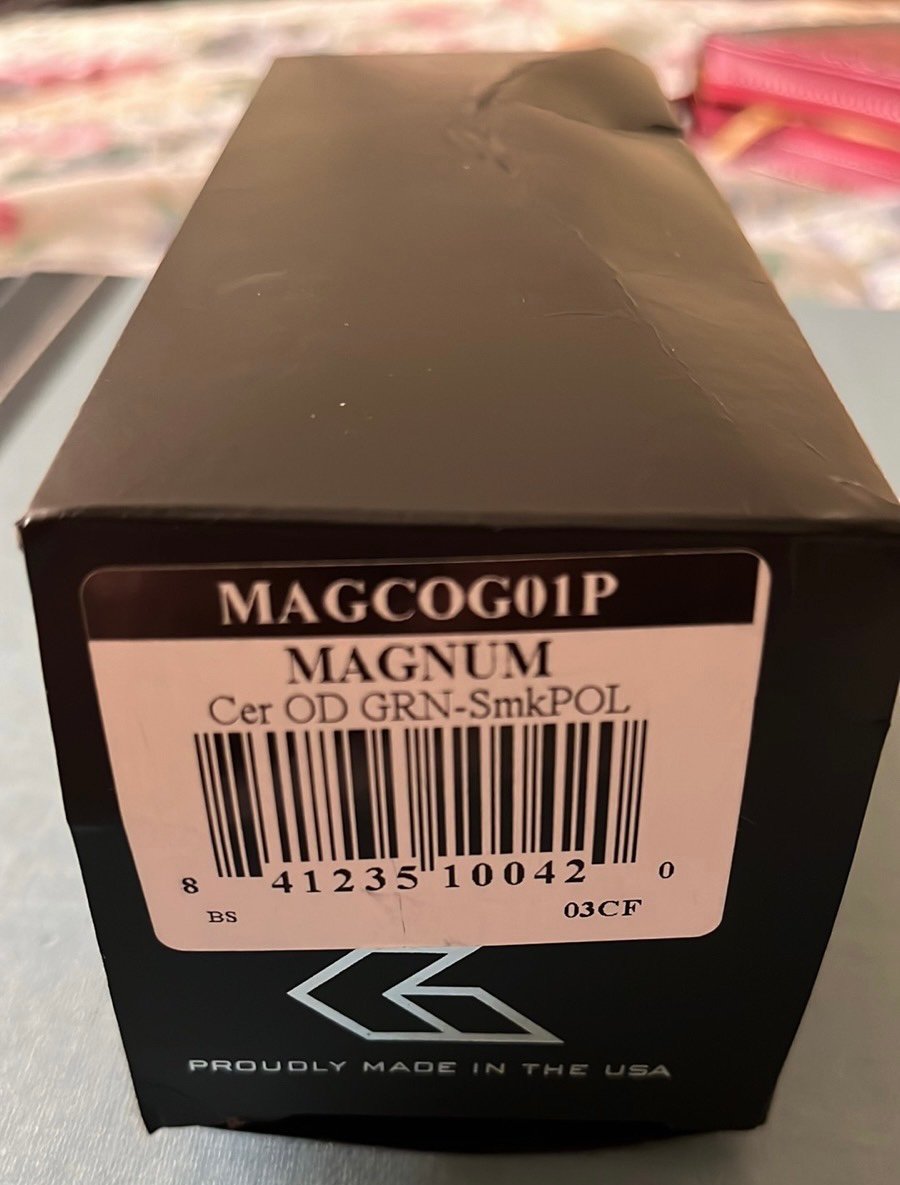 MAGCOG01P
MAGNUM
Cer OD GRN-SmkPOL
8 41235 10042 0
BS 03CF
PROUDLY MADE IN THE USA